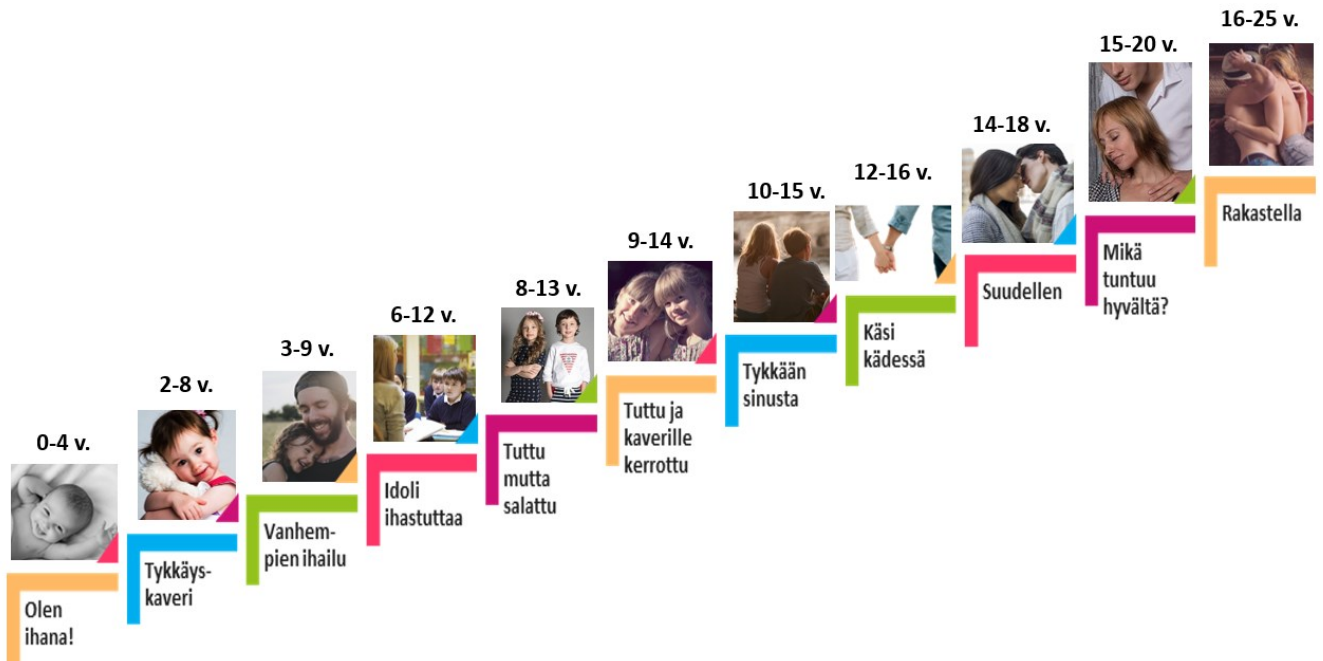 0-4 v.
Olen
ihana!
2-8 v.
Tykkäys-
kaveri
3-9 v.
Vanhem-
pien ihailu
6-12 v.
Idoli
ihastuttaa
8-13 v.
Tuttu
mutta
salattu
9-14 v.
Tuttu ja
kaverille
kerrottu
10-15 v.
Tykkään
sinusta
12-16 v.
Käsi
kädessä
14-18 v.
Suudellen
15-20 v.
Mikä
tuntuu
hyvältä?
16-25 v.
Rakastella